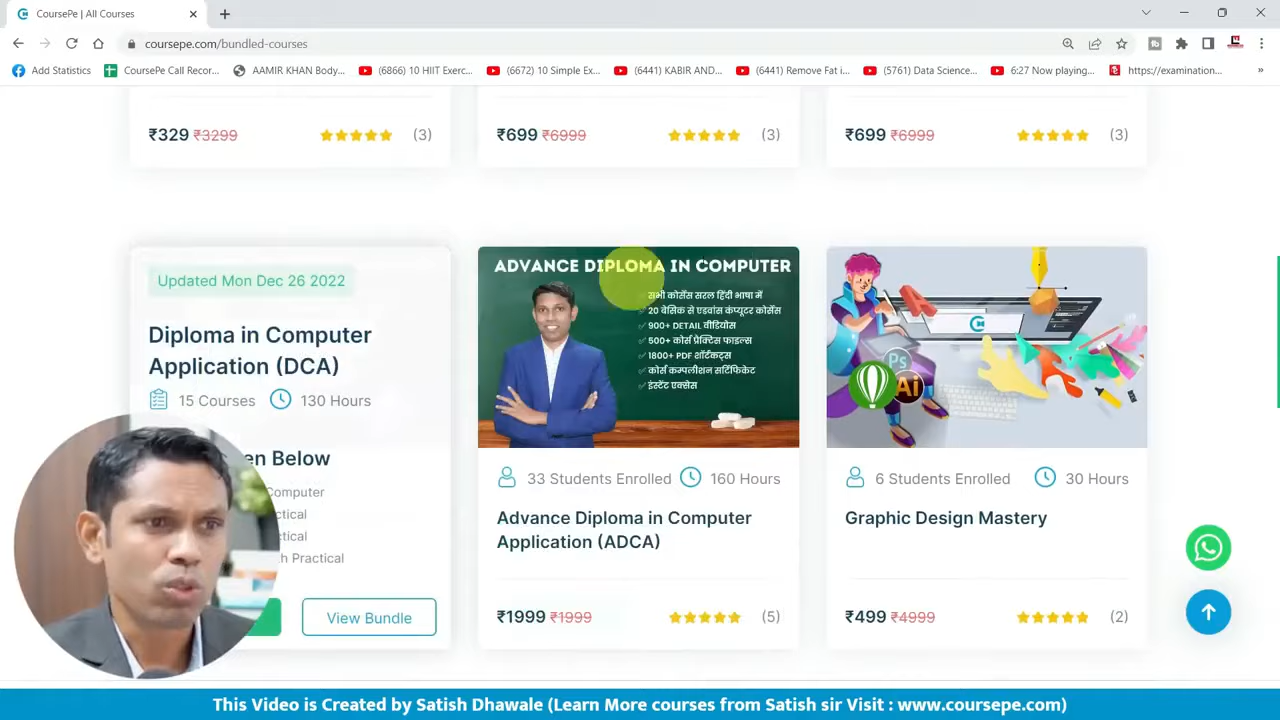 CoursePe | All Courses
coursepe.com/bundled-courses
Add Statistics
CoursePe Call Recor...
AAMIR KHAN Body...
(6866) 10 HIIT Exerc...
(6672) 10 Simple Ex...
(6441) KABIR AND...
(6441) Remove Fat i...
(5761) Data Science...
6:27 Now playing...
https://examination...
»
₹329 ₹3299 (3)
₹699 ₹6999 (3)
₹699 ₹6999 (3)
Updated Mon Dec 26 2022
Diploma in Computer
Application (DCA)
15 Courses 130 Hours
en Below
Computer
ctical
ctical
h Practical
View Bundle
ADVANCE DIPLOMA IN COMPUTER
सभी कोर्सेस सरल हिंदी भाषा में
20 बेसिक से एडवांस कंप्यूटर कोर्सेस
900+ DETAIL वीडियोस
500+ कोर्स प्रैक्टिस फाइल्स
1800+ PDF शॉर्टकट्स
कोर्स कम्पलीशन सर्टिफिकेट
इंस्टेंट एक्सेस
33 Students Enrolled 160 Hours
Advance Diploma in Computer
Application (ADCA)
₹1999 ₹1999 (5)
Ps
Ai
6 Students Enrolled 30 Hours
Graphic Design Mastery
₹499 ₹4999 (2)
This Video is Created by Satish Dhawale (Learn More courses from Satish sir Visit : www.coursepe.com)